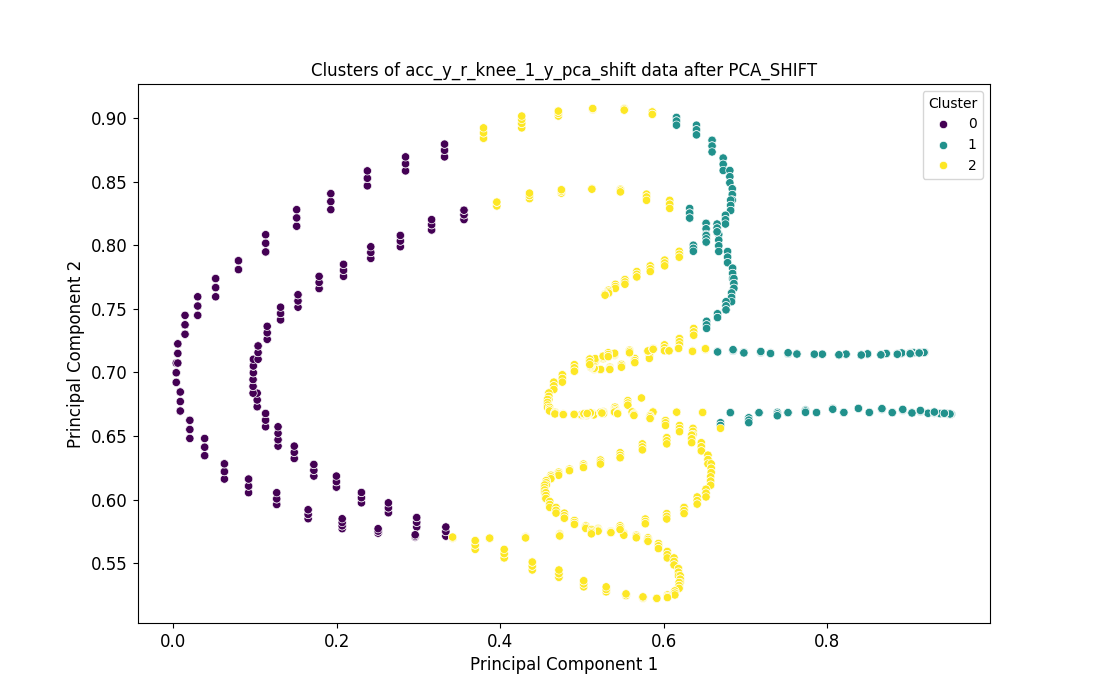 Clusters of acc_y_r_knee_1_y_pca_shift data after PCA_SHIFT
Cluster
0
1
2
0.90
0.85
0.80
0.75
0.70
0.65
0.60
0.55
Principal Component 2
0.0 0.2 0.4 0.6 0.8
Principal Component 1